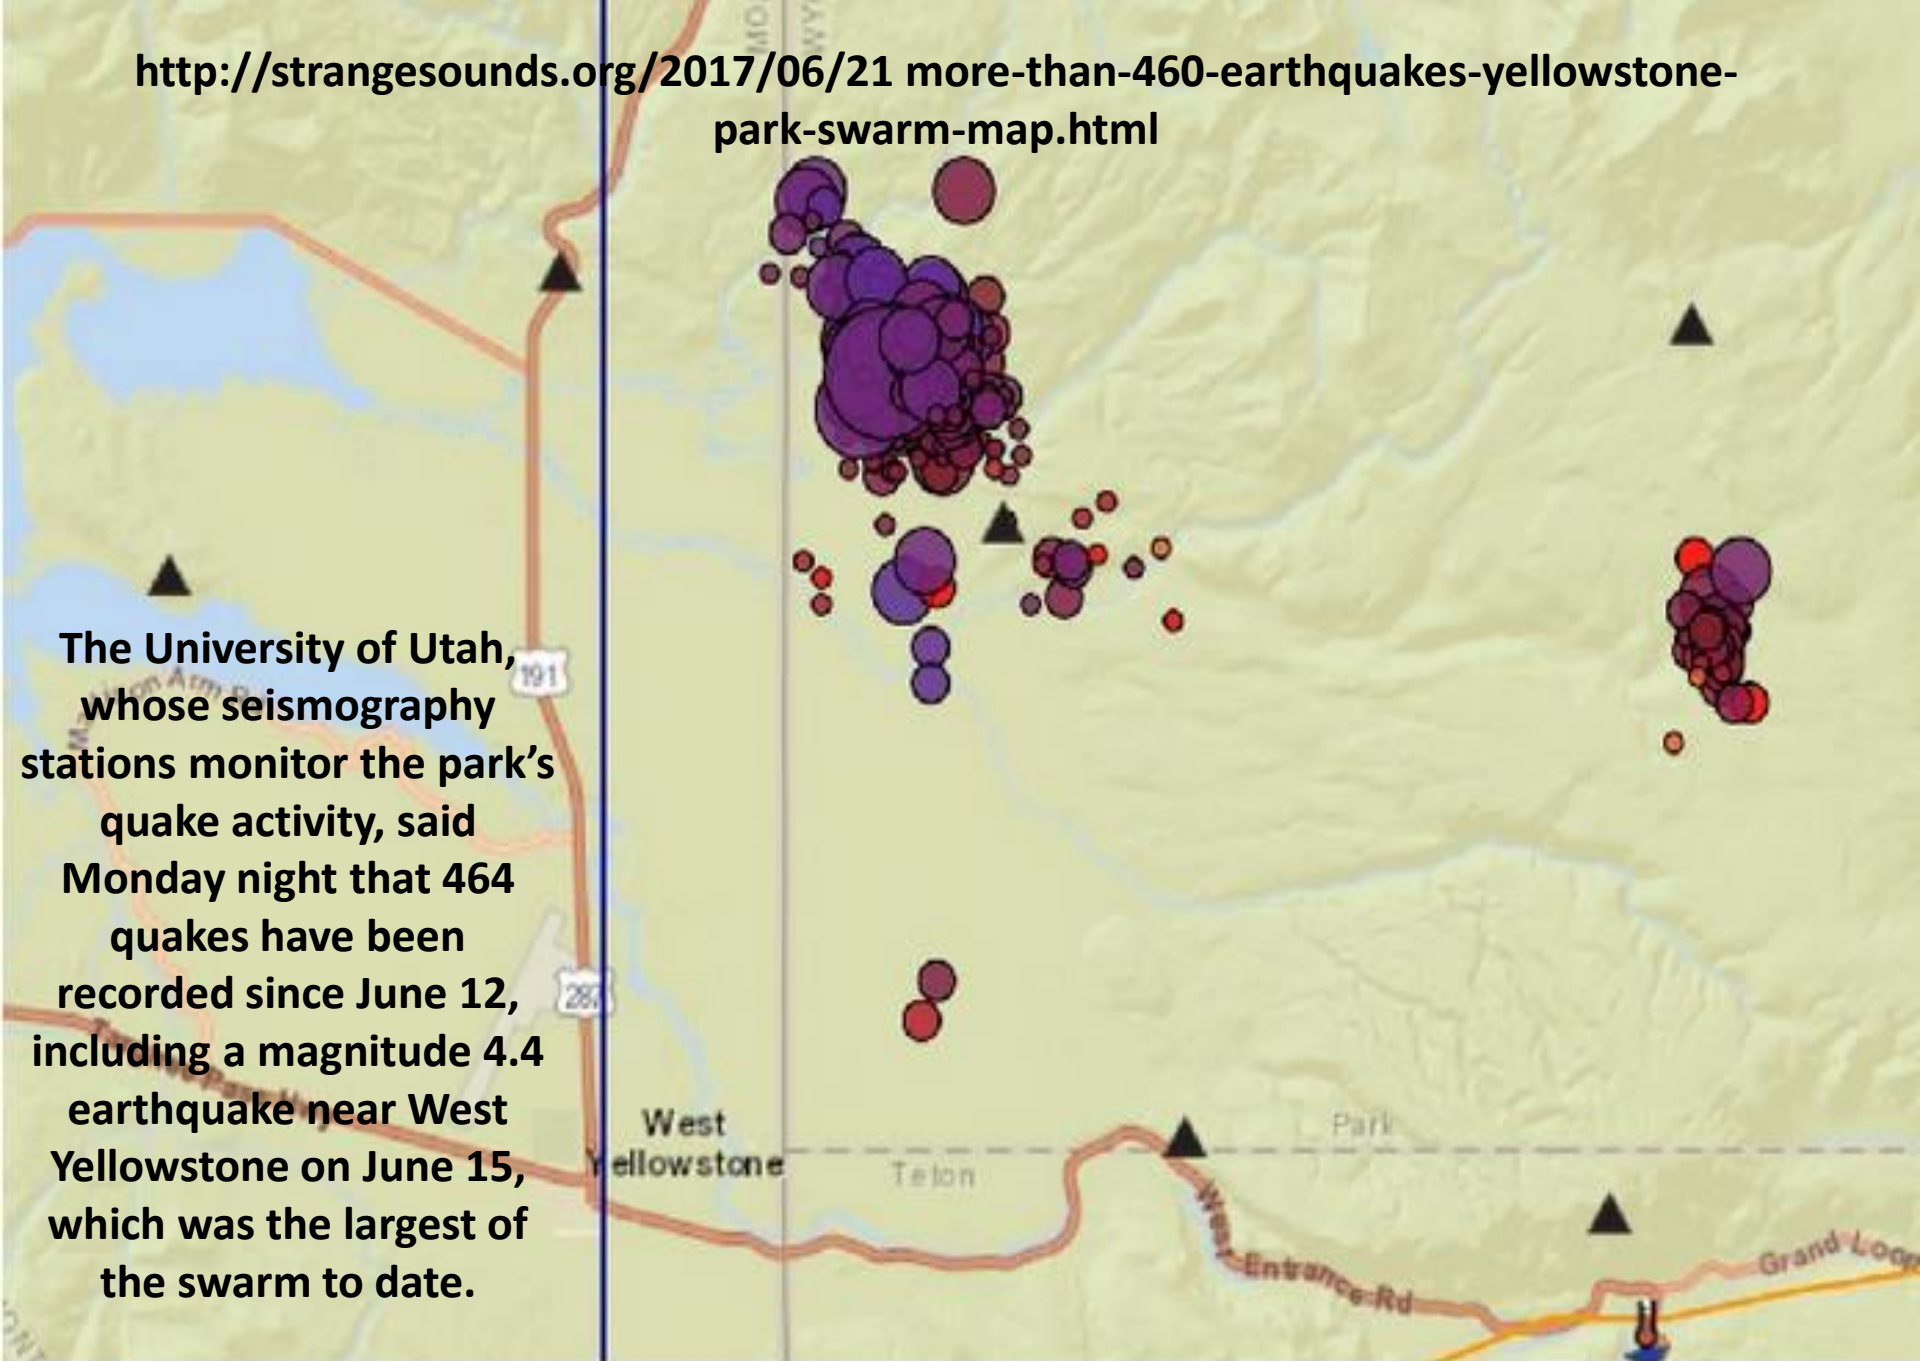 MO
WY
http://strangesounds.org/2017/06/21 more-than-460-earthquakes-yellowstone-
park-swarm-map.html
The University of Utah,
whose seismography
stations monitor the park's
quake activity, said
Monday night that 464
quakes have been
recorded since June 12,
including a magnitude 4.4
earthquake near West
Yellowstone on June 15,
which was the largest of
the swarm to date.
191
287
West
Yellowstone
Park
Teton
West Entrance Rd
Grand Loop